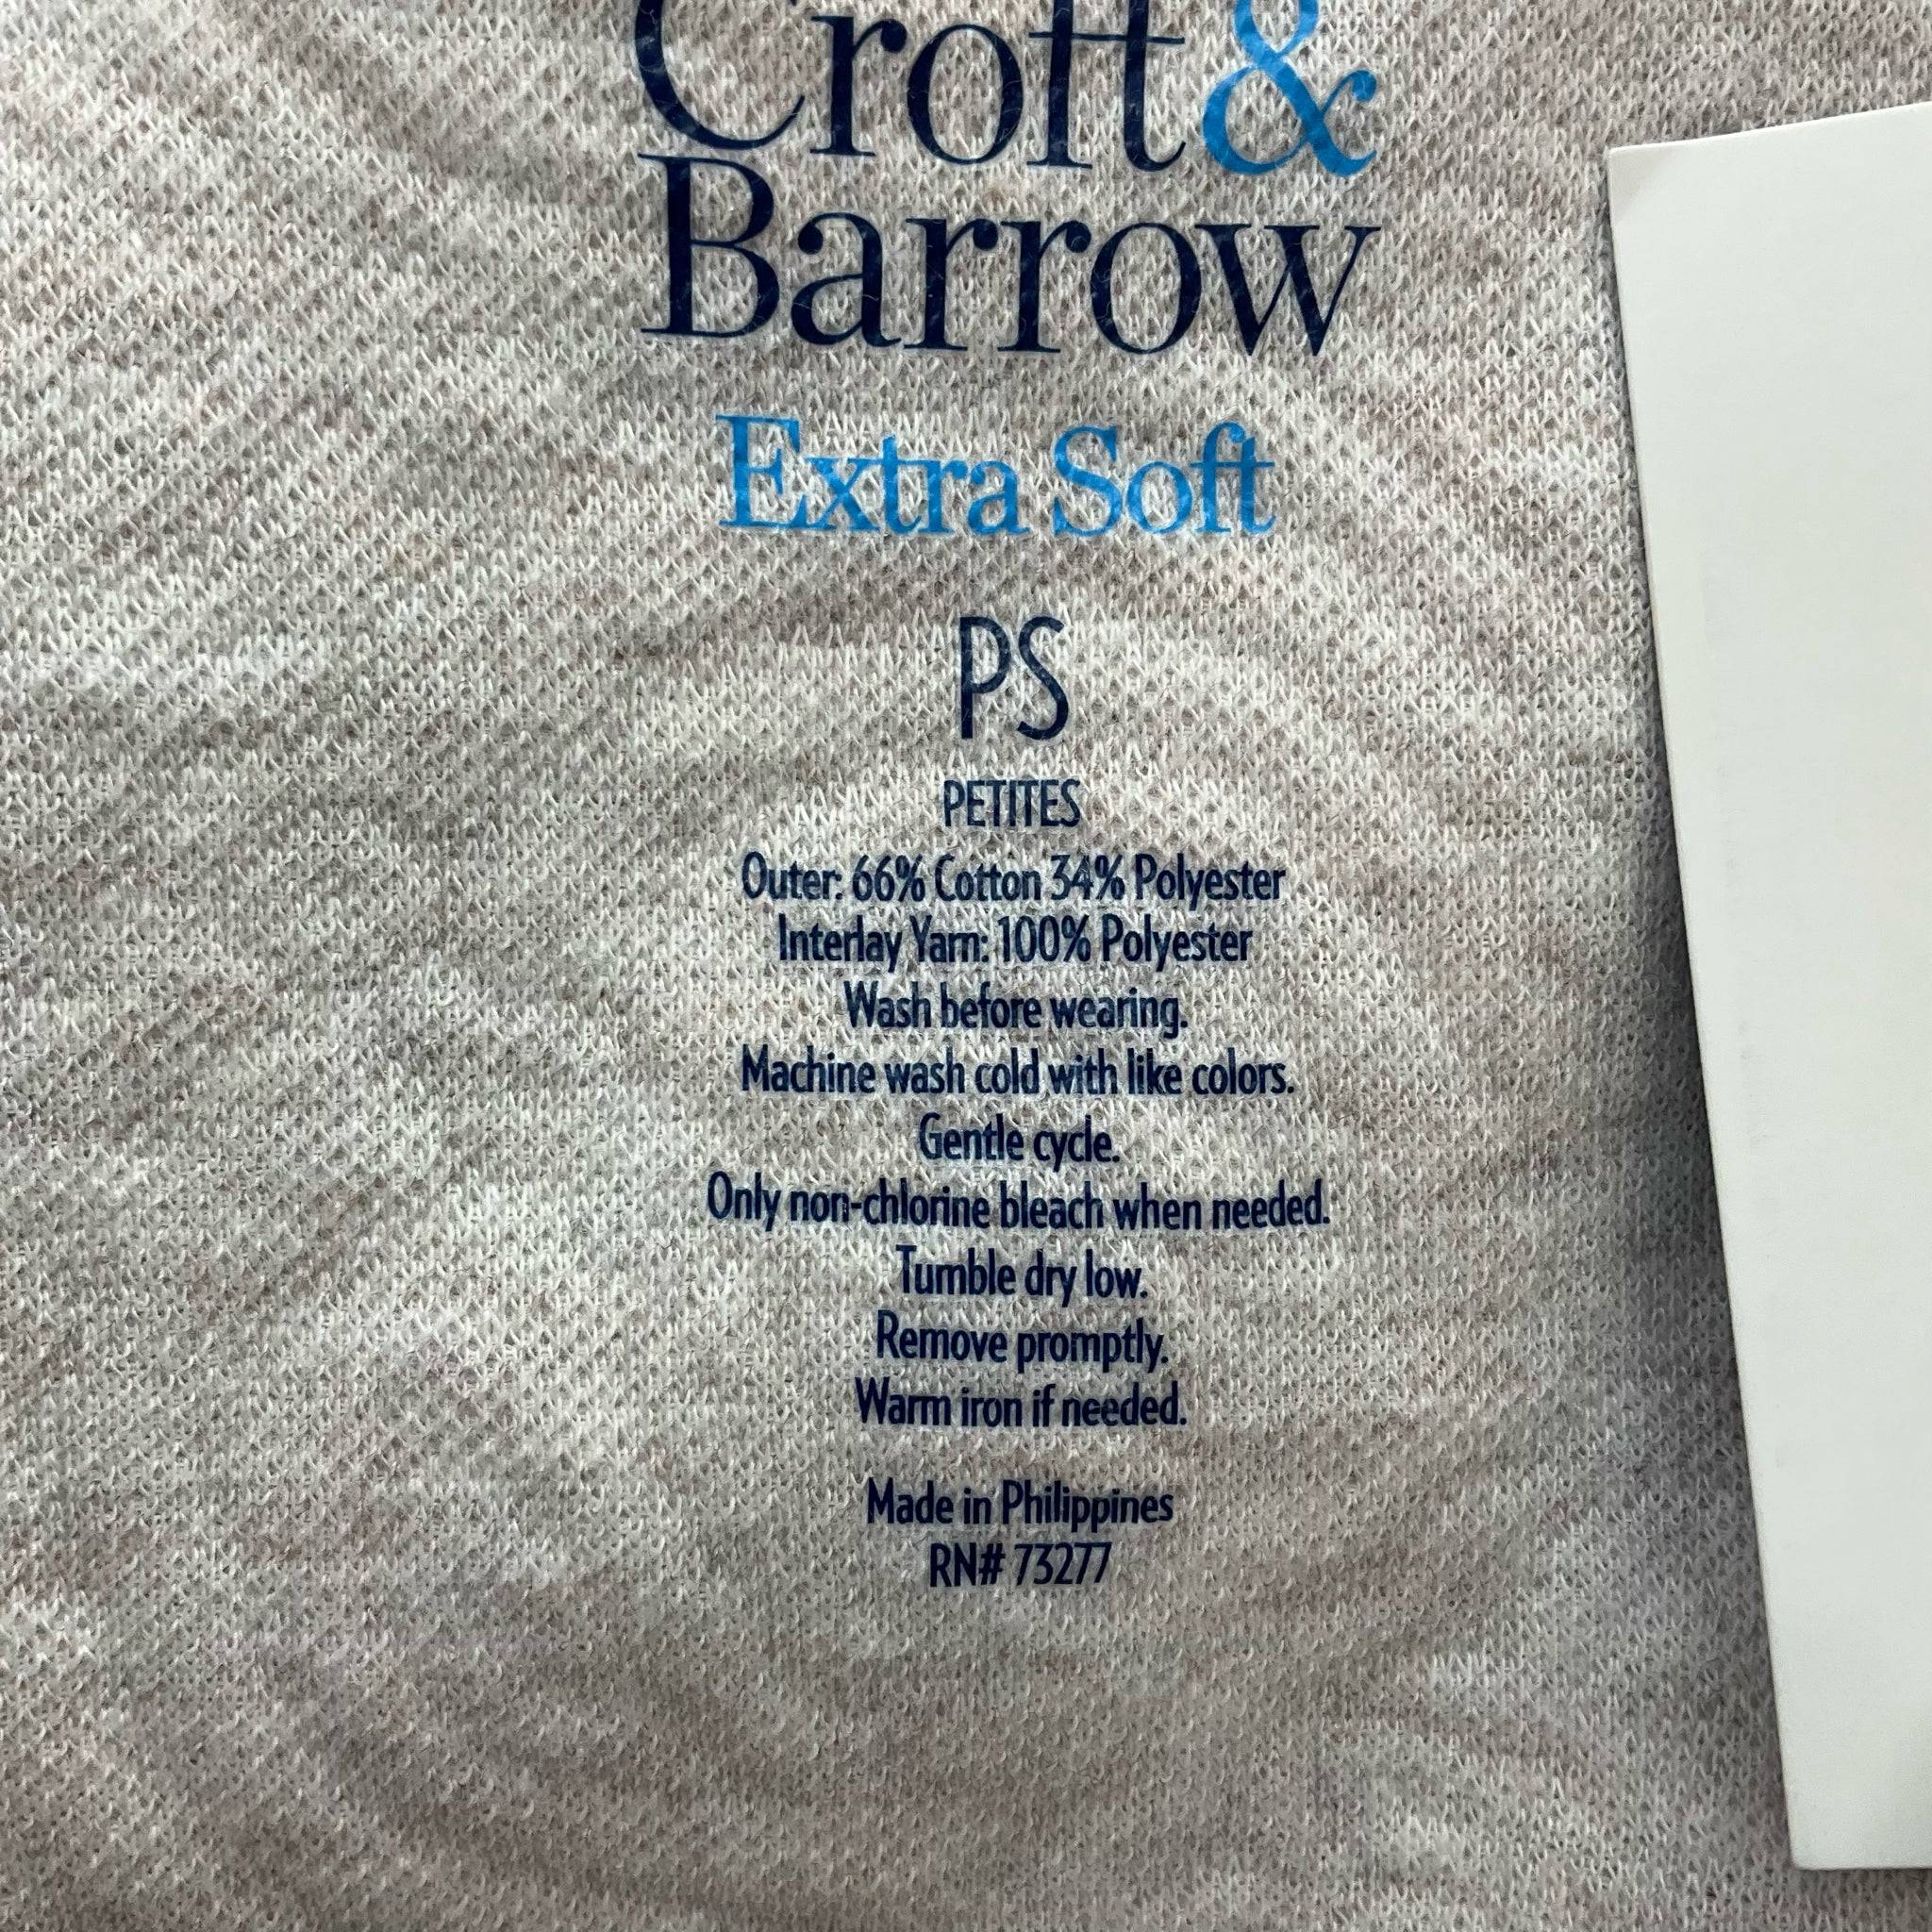 Croft &
Barrow
Extra Soft
PS
PETITES
Outer: 66% Cotton 34% Polyester
Interlay Yarn: 100% Polyester
Wash before wearing.
Machine wash cold with like colors.
Gentle cycle.
Only non-chlorine bleach when needed.
Tumble dry low.
Remove promptly.
Warm iron if needed.
Made in Philippines
RN# 73277